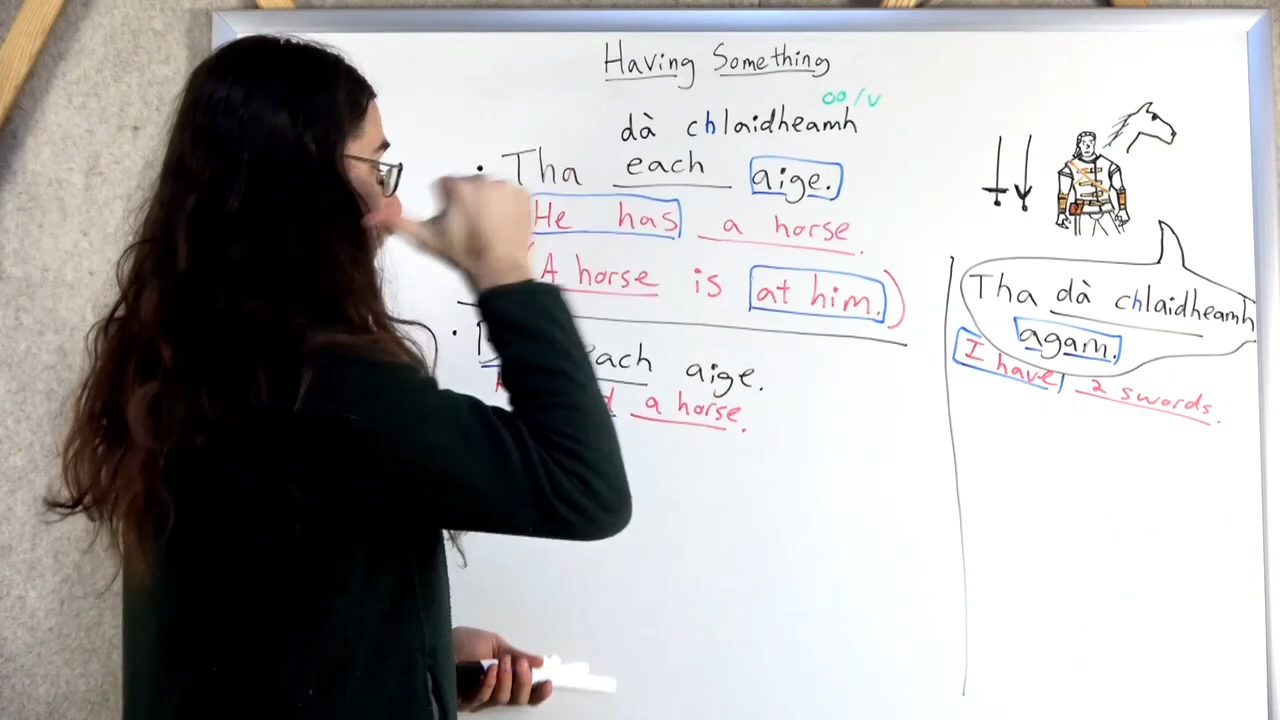 Having Something
oo/v
dà chlaidheamh
· Tha each aige.
He has a horse.
A horse is at him.)
each aige.
a horse.
Tha dà chlaidheamh
agam.
I have 2 swords.